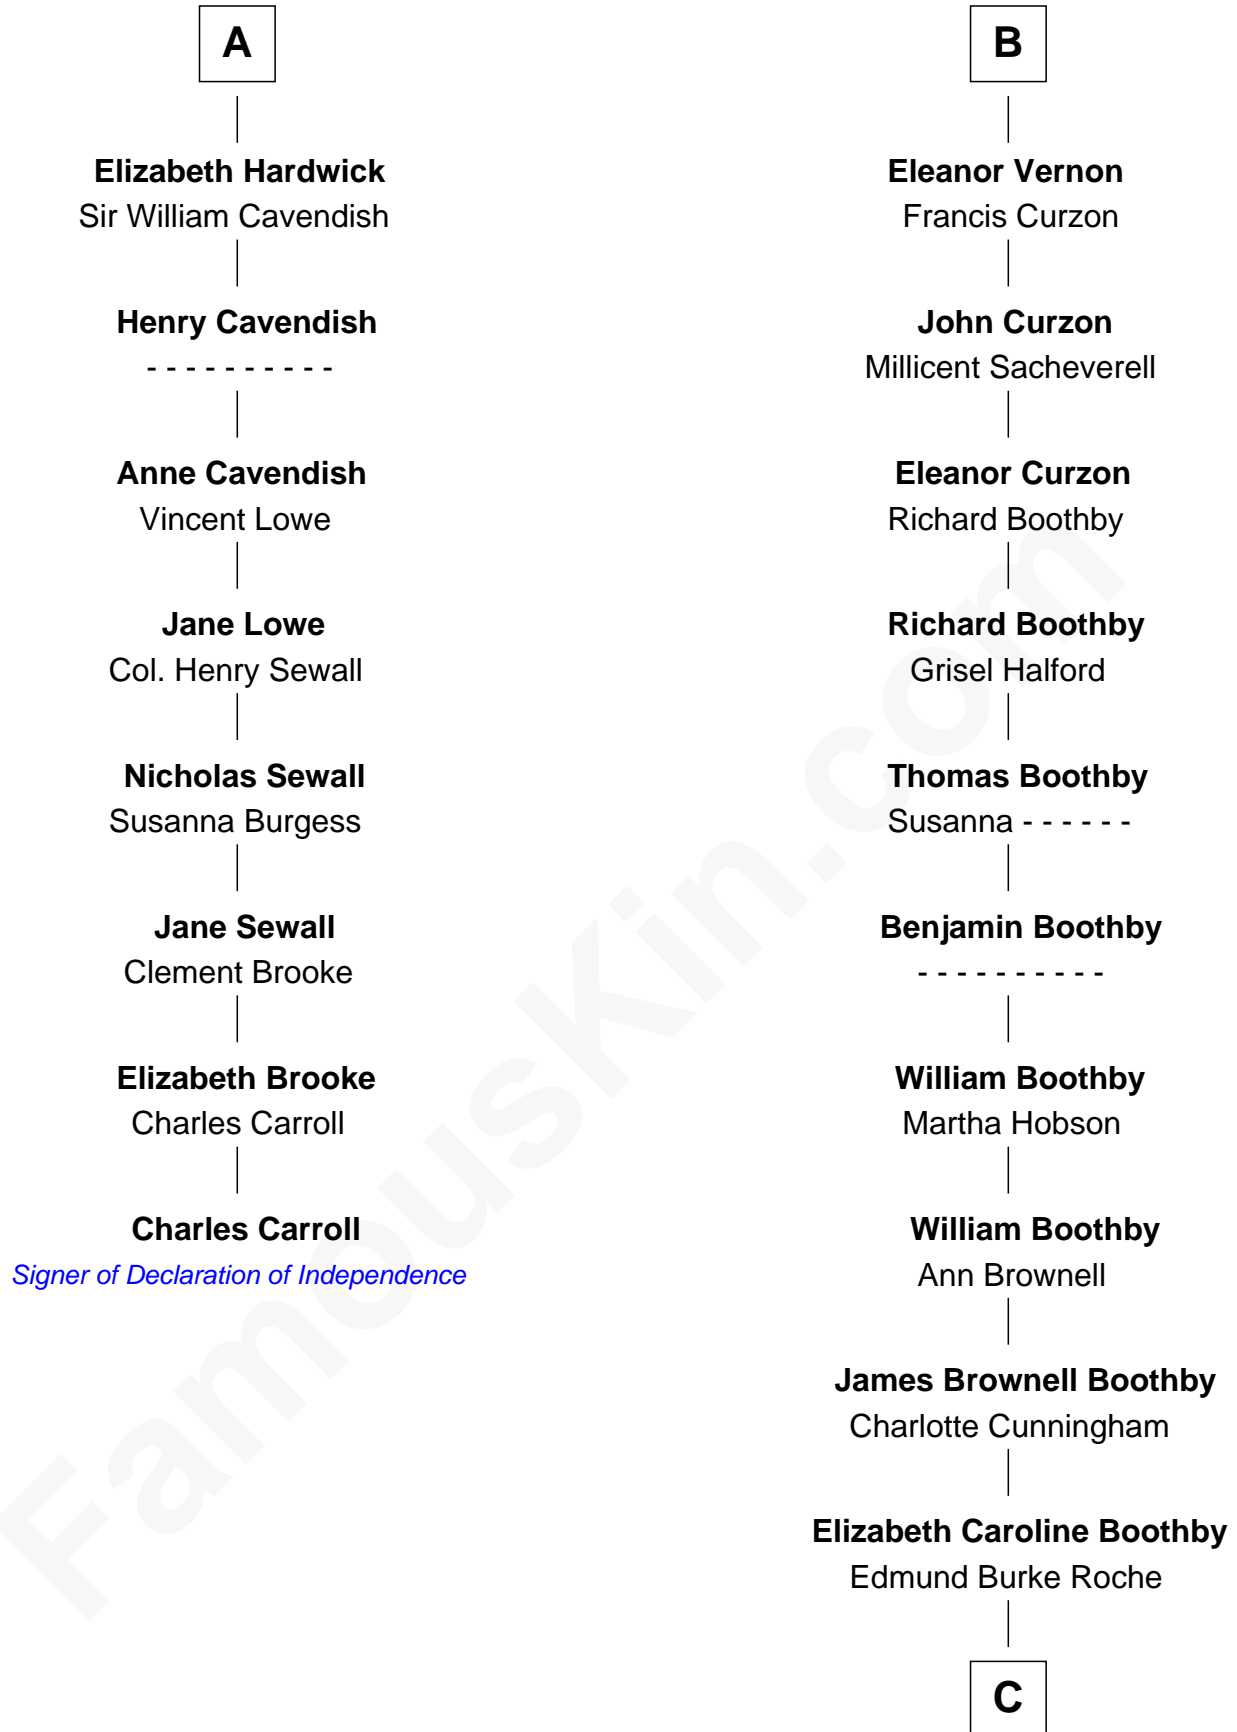 A
Elizabeth Hardwick
Sir William Cavendish
Henry Cavendish
- - - - - - - - - -
Anne Cavendish
Vincent Lowe
Jane Lowe
Col. Henry Sewall
Nicholas Sewall
Susanna Burgess
Jane Sewall
Clement Brooke
Elizabeth Brooke
Charles Carroll
Charles Carroll
Signer of Declaration of Independence
B
Eleanor Vernon
Francis Curzon
John Curzon
Millicent Sacheverell
Eleanor Curzon
Richard Boothby
Richard Boothby
Grisel Halford
Thomas Boothby
Susanna - - - - - -
Benjamin Boothby
- - - - - - - - - -
William Boothby
Martha Hobson
William Boothby
Ann Brownell
James Brownell Boothby
Charlotte Cunningham
Elizabeth Caroline Boothby
Edmund Burke Roche
C
FamousKin.com